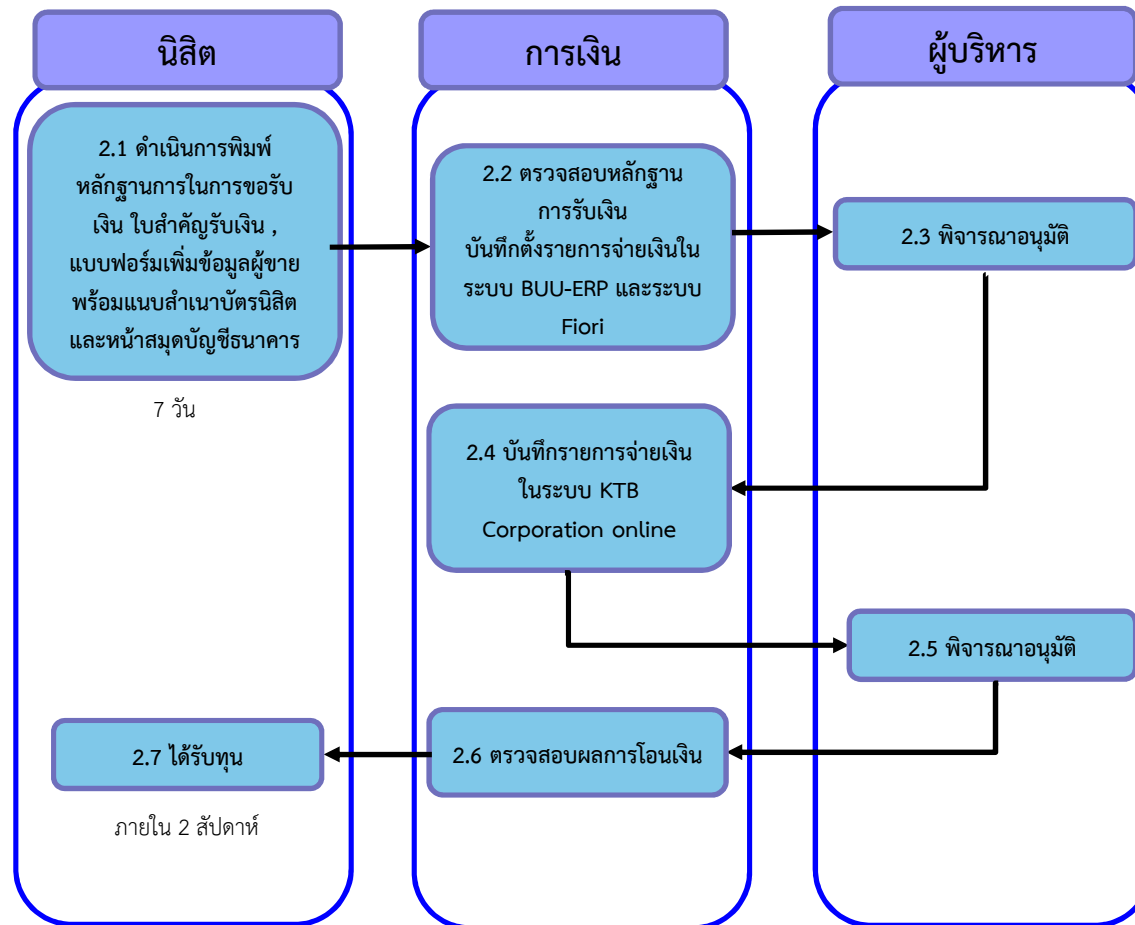 นิสิต
การเงิน
ผู้บริหาร
2.1 ดำเนินการพิมพ์
หลักฐานการในการขอรับ
เงิน ใบสำคัญรับเงิน ,
แบบฟอร์มเพิ่มข้อมูลผู้ขาย
พร้อมแนบสำเนาบัตรนิสิต
และหน้าสมุดบัญชีธนาคาร
7 วัน
2.2 ตรวจสอบหลักฐาน
การรับเงิน
บันทึกตั้งรายการจ่ายเงินใน
ระบบ BUU-ERP และระบบ
Fiori
2.3 พิจารณาอนุมัติ
2.4 บันทึกรายการจ่ายเงิน
ในระบบ KTB
Corporation online
2.5 พิจารณาอนุมัติ
2.6 ตรวจสอบผลการโอนเงิน
2.7 ได้รับทุน
ภายใน 2 สัปดาห์